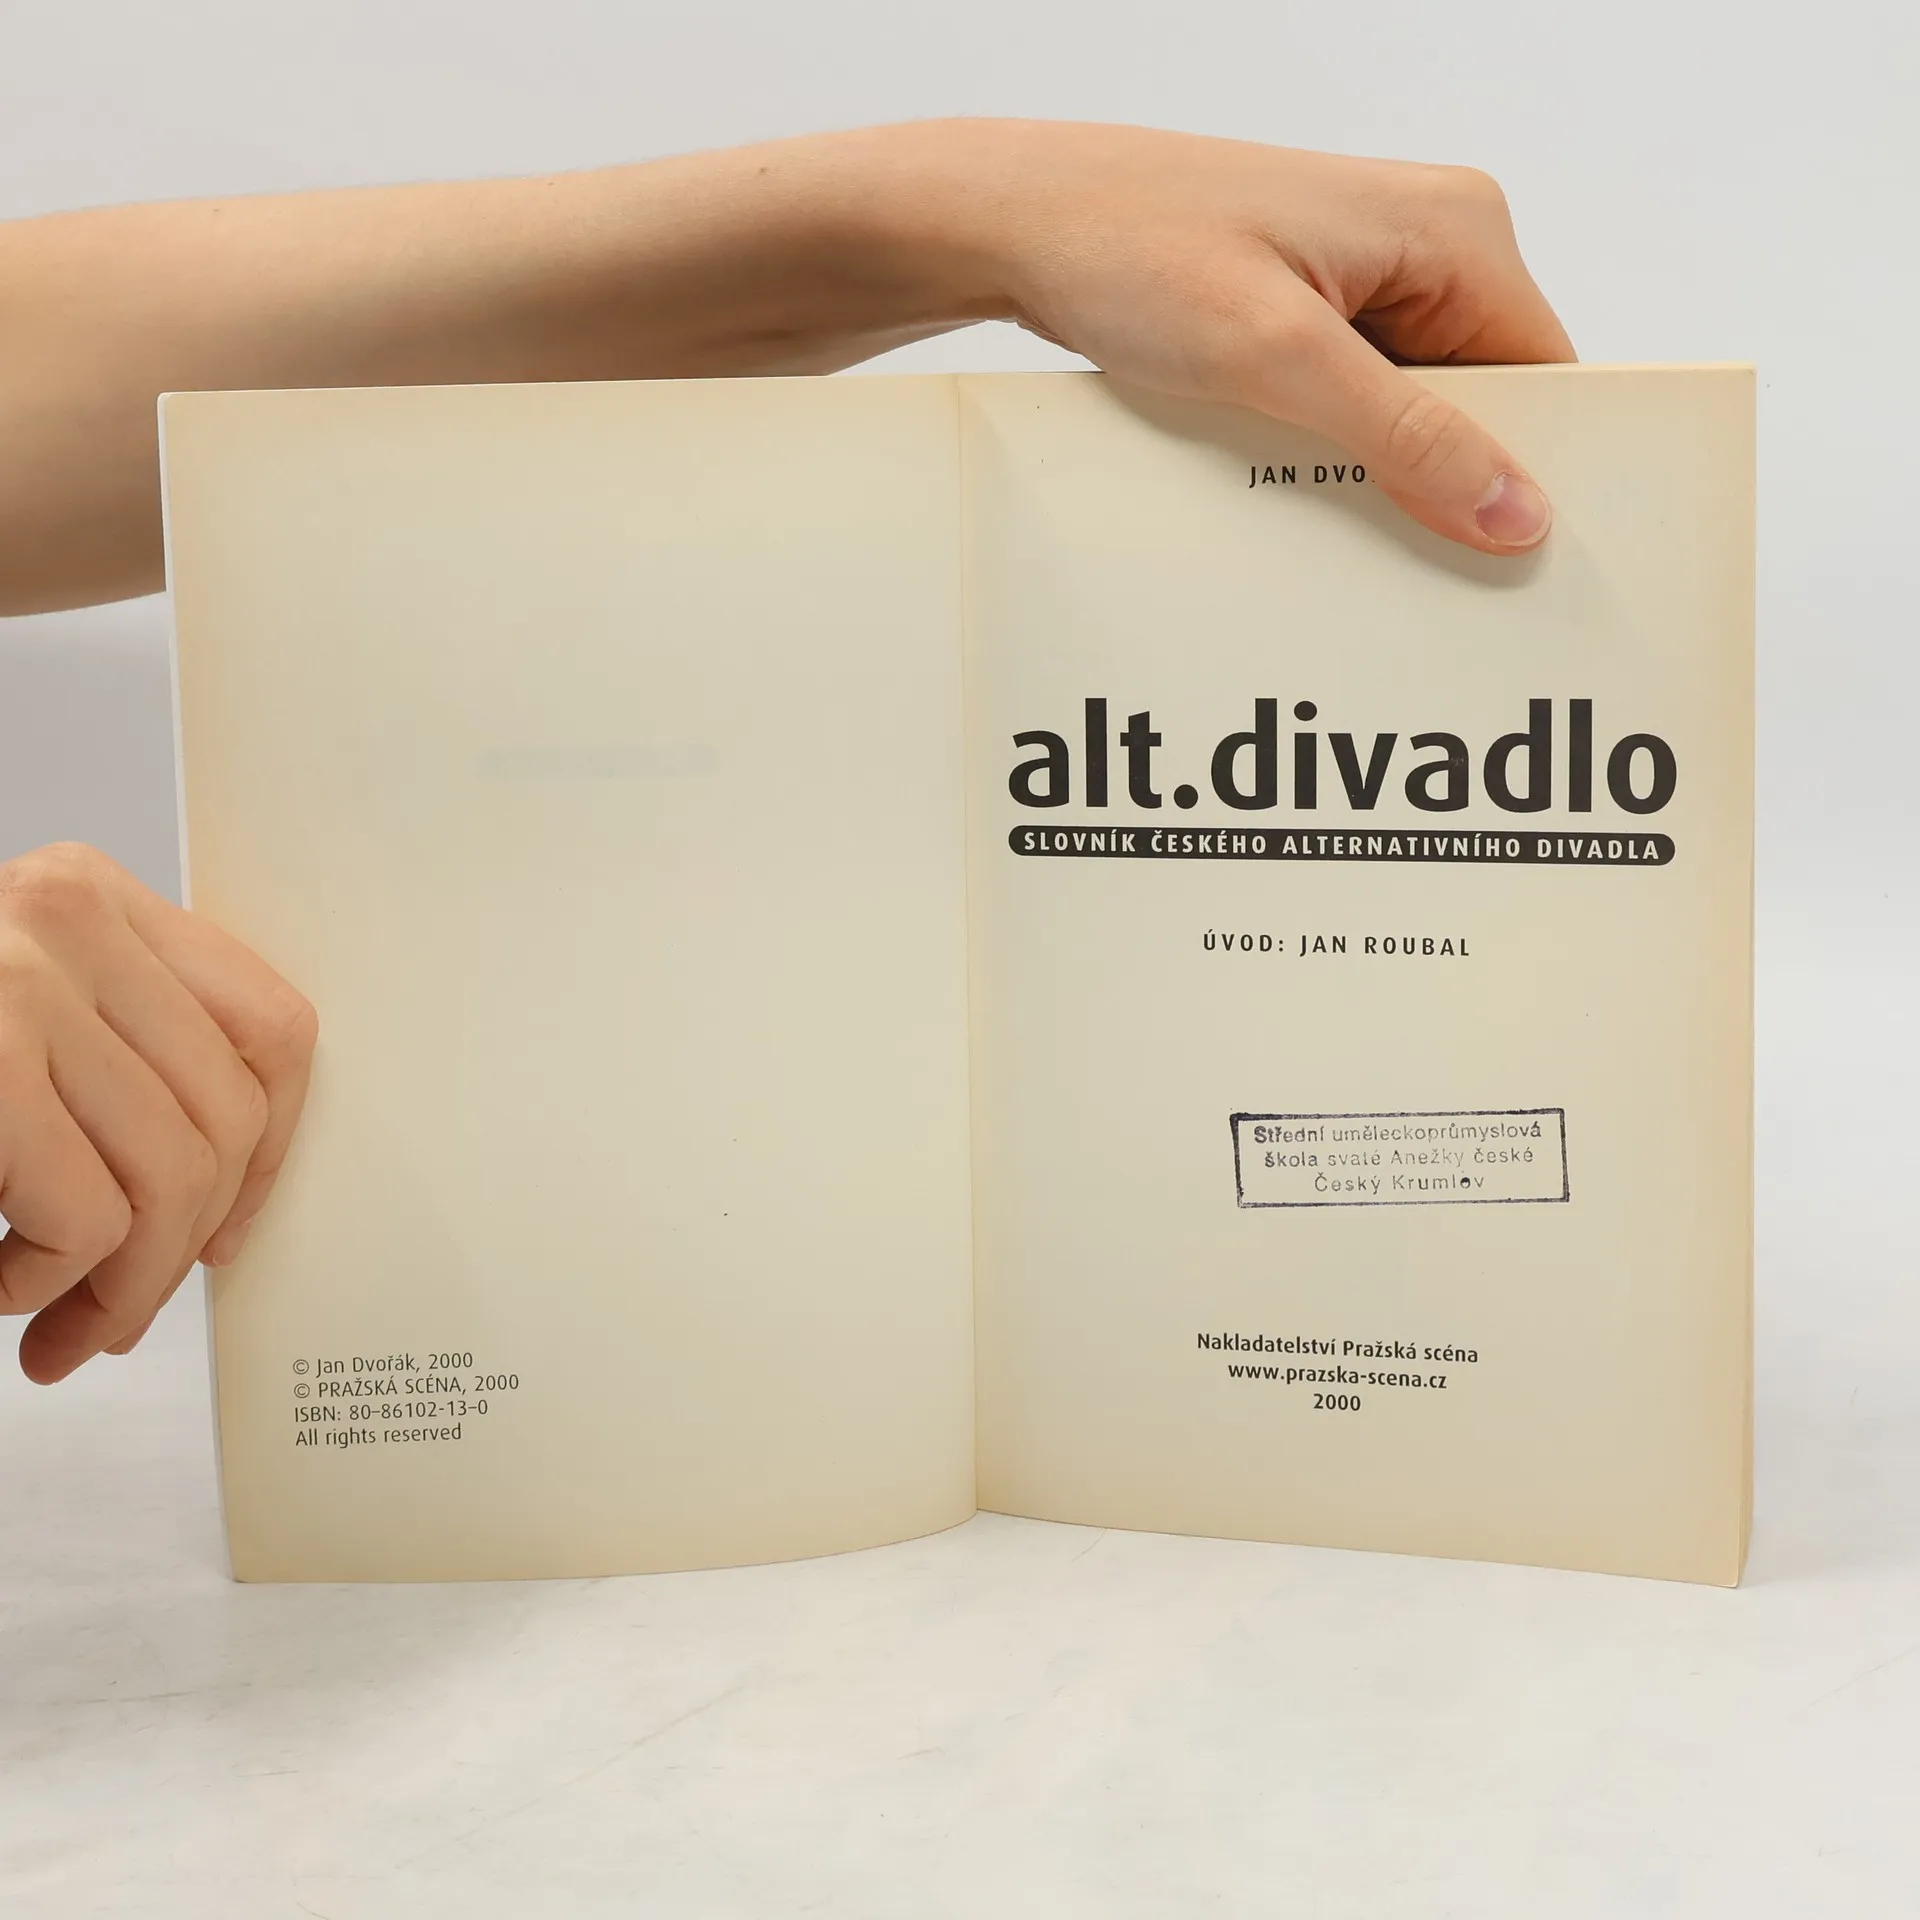 © Jan Dvořák, 2000
© PRAŽSKÁ SCÉNA, 2000
ISBN: 80-86102-13-0
All rights reserved
JAN
alt.divadlo
SLOVNÍK ČESKÉHO ALTERNATIVNÍHO DIVADLA
ÚVOD: JAN ROUBAL
Střední uměleckoprůmyslová
škola svaté Anežky české
Český Krumlov
Nakladatelství Pražská scéna
www.prazska-scena.cz
2000